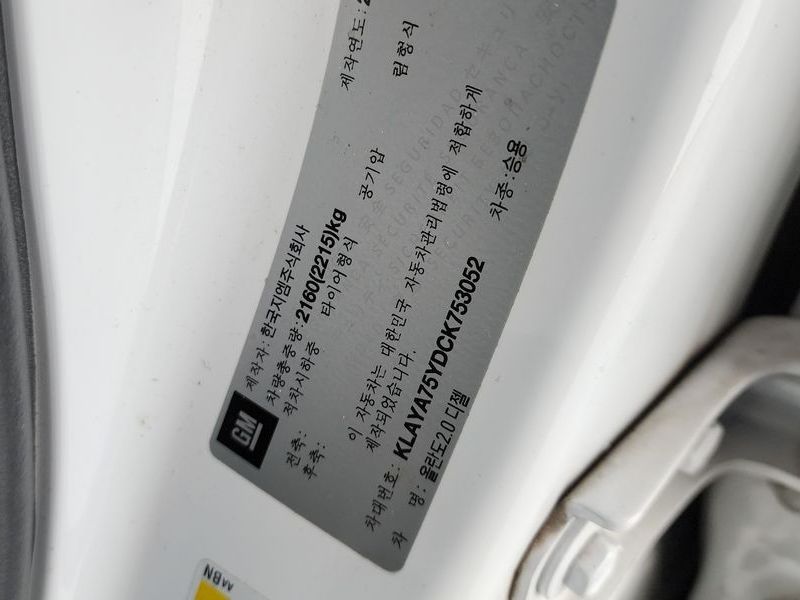 GM
제작자: 한국지엠주식회사
제작연도: 2
차량총중량: 2160(2215)kg
적차시하중 타이어형식 공기압 림형식
전축:
후축:
이 자동차는 대한민국 자동차관리법령에 적합하게
제작되었습니다.
차대번호: KLAYA75YDCK753052 차종:승용
차 명: 올란도2.0 디젤
AABN